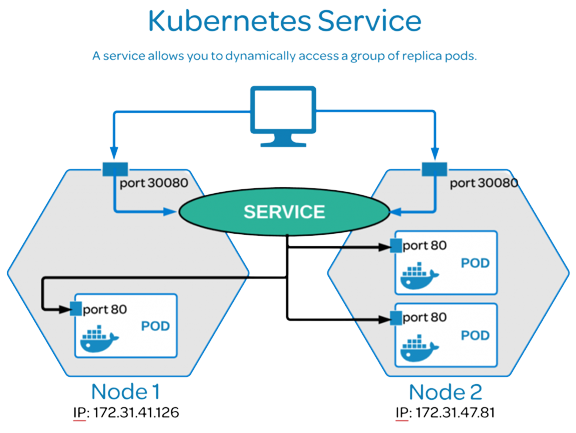 Kubernetes Service
A service allows you to dynamically access a group of replica pods.
port 30080
port 30080
SERVICE
port 80
POD
port 80
POD
port 80
POD
Node 1
IP: 172.31.41.126
Node 2
IP: 172.31.47.81